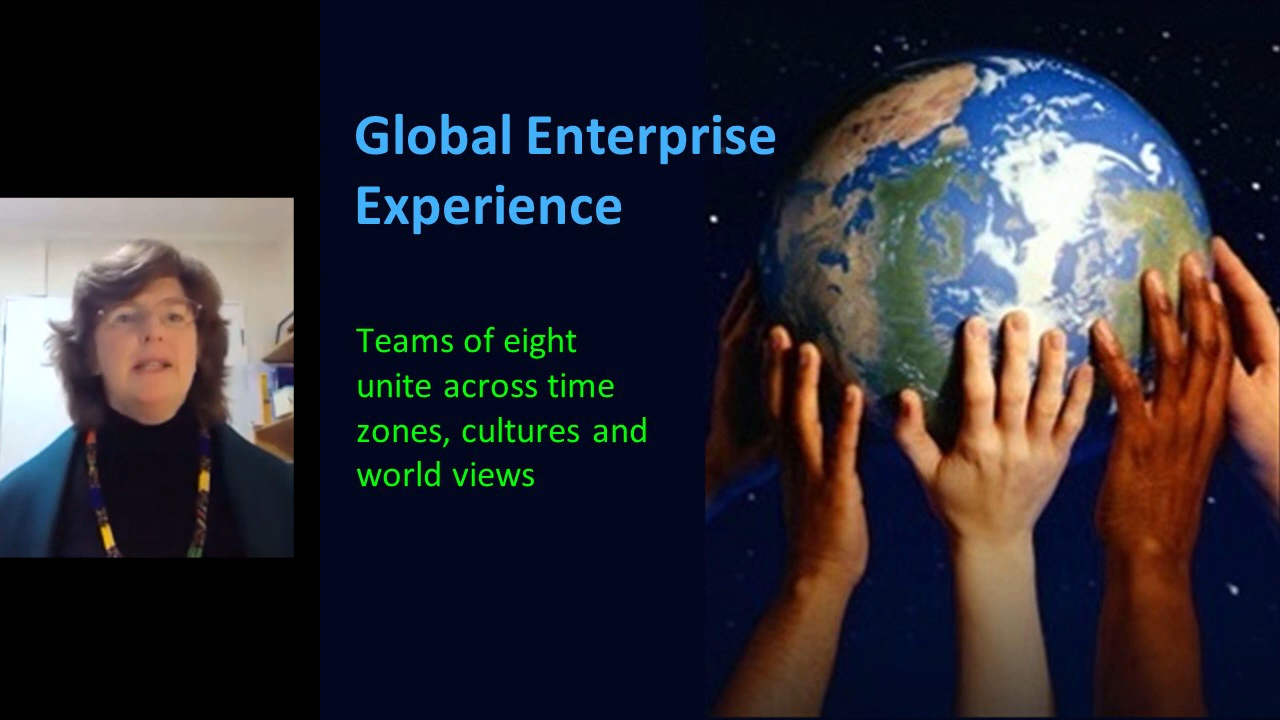 Global Enterprise
Experience
Teams of eight
unite across time
zones, cultures and
world views